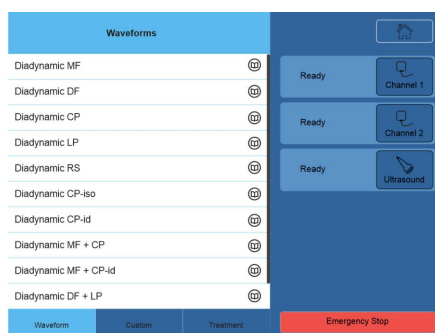 Waveforms
Diadynamic MF
Diadynamic DF
Diadynamic CP
Diadynamic LP
Diadynamic RS
Diadynamic CP-iso
Diadynamic CP-id
Diadynamic MF + CP
Diadynamic MF + CP-id
Diadynamic DF + LP
Waveform
Custom
Treatment
Ready
Channel 1
Ready
Channel 2
Ready
Ultrasound
Emergency Stop